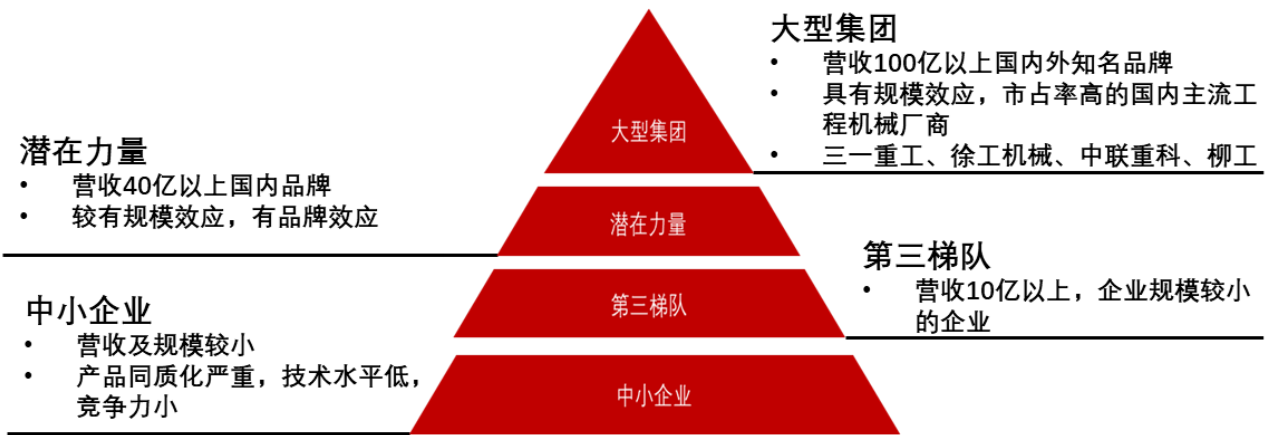 大型集团
• 营收100亿以上国内外知名品牌
• 具有规模效应，市占率高的国内主流工
程机械厂商
• 三一重工、徐工机械、中联重科、柳工
大型集团
潜在力量
• 营收40亿以上国内品牌
• 较有规模效应，有品牌效应
潜在力量
第三梯队
• 营收10亿以上，企业规模较小
的企业
第三梯队
中小企业
• 营收及规模较小
• 产品同质化严重，技术水平低，
竞争力小
中小企业